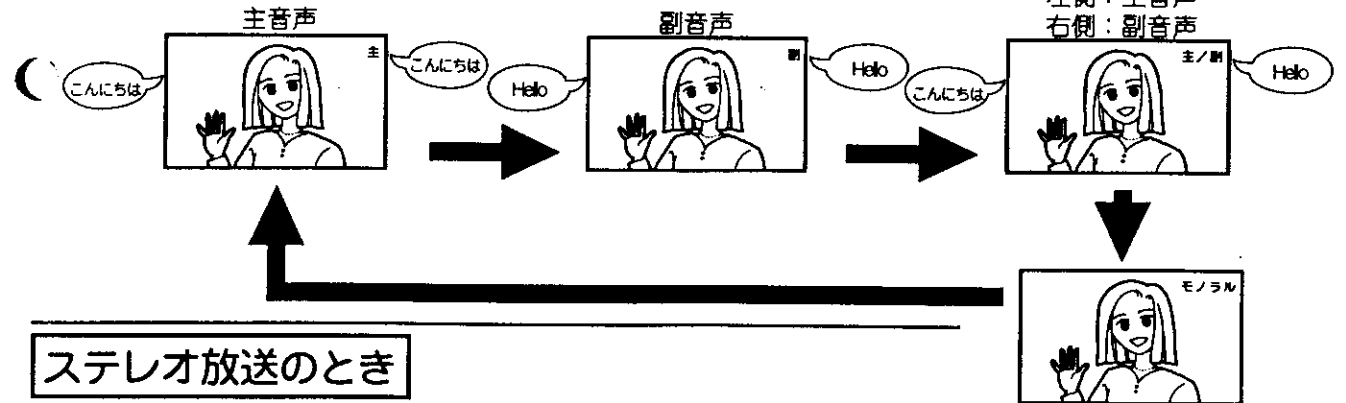 主音声
副音声
左側：主音声
右側：副音声
こんにちは
主
こんにちは
Hello
副
Hello
こんにちは
主／副
Hello
モノラル
ステレオ放送のとき